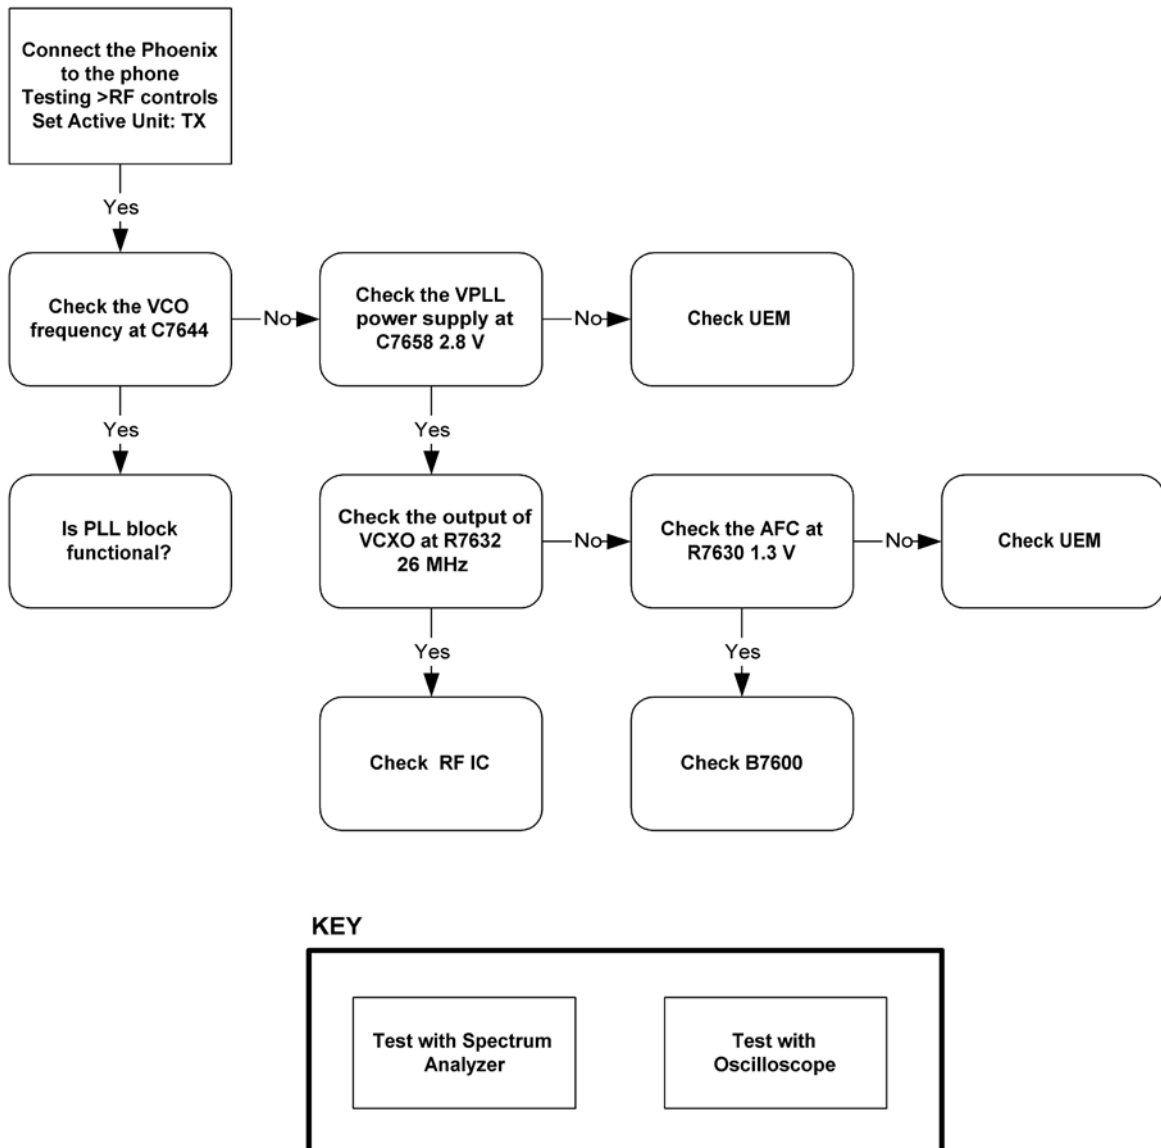 Connect the Phoenix
to the phone
Testing >RF controls
Set Active Unit: TX
Yes
Check the VCO
frequency at C7644
No
Check the VPLL
power supply at
C7658 2.8 V
No
Check UEM
Yes
Yes
Is PLL block
functional?
Check the output of
VCXO at R7632
26 MHz
No
Check the AFC at
R7630 1.3 V
No
Check UEM
Yes
Yes
Check RF IC
Check B7600
KEY
Test with Spectrum
Analyzer
Test with
Oscilloscope